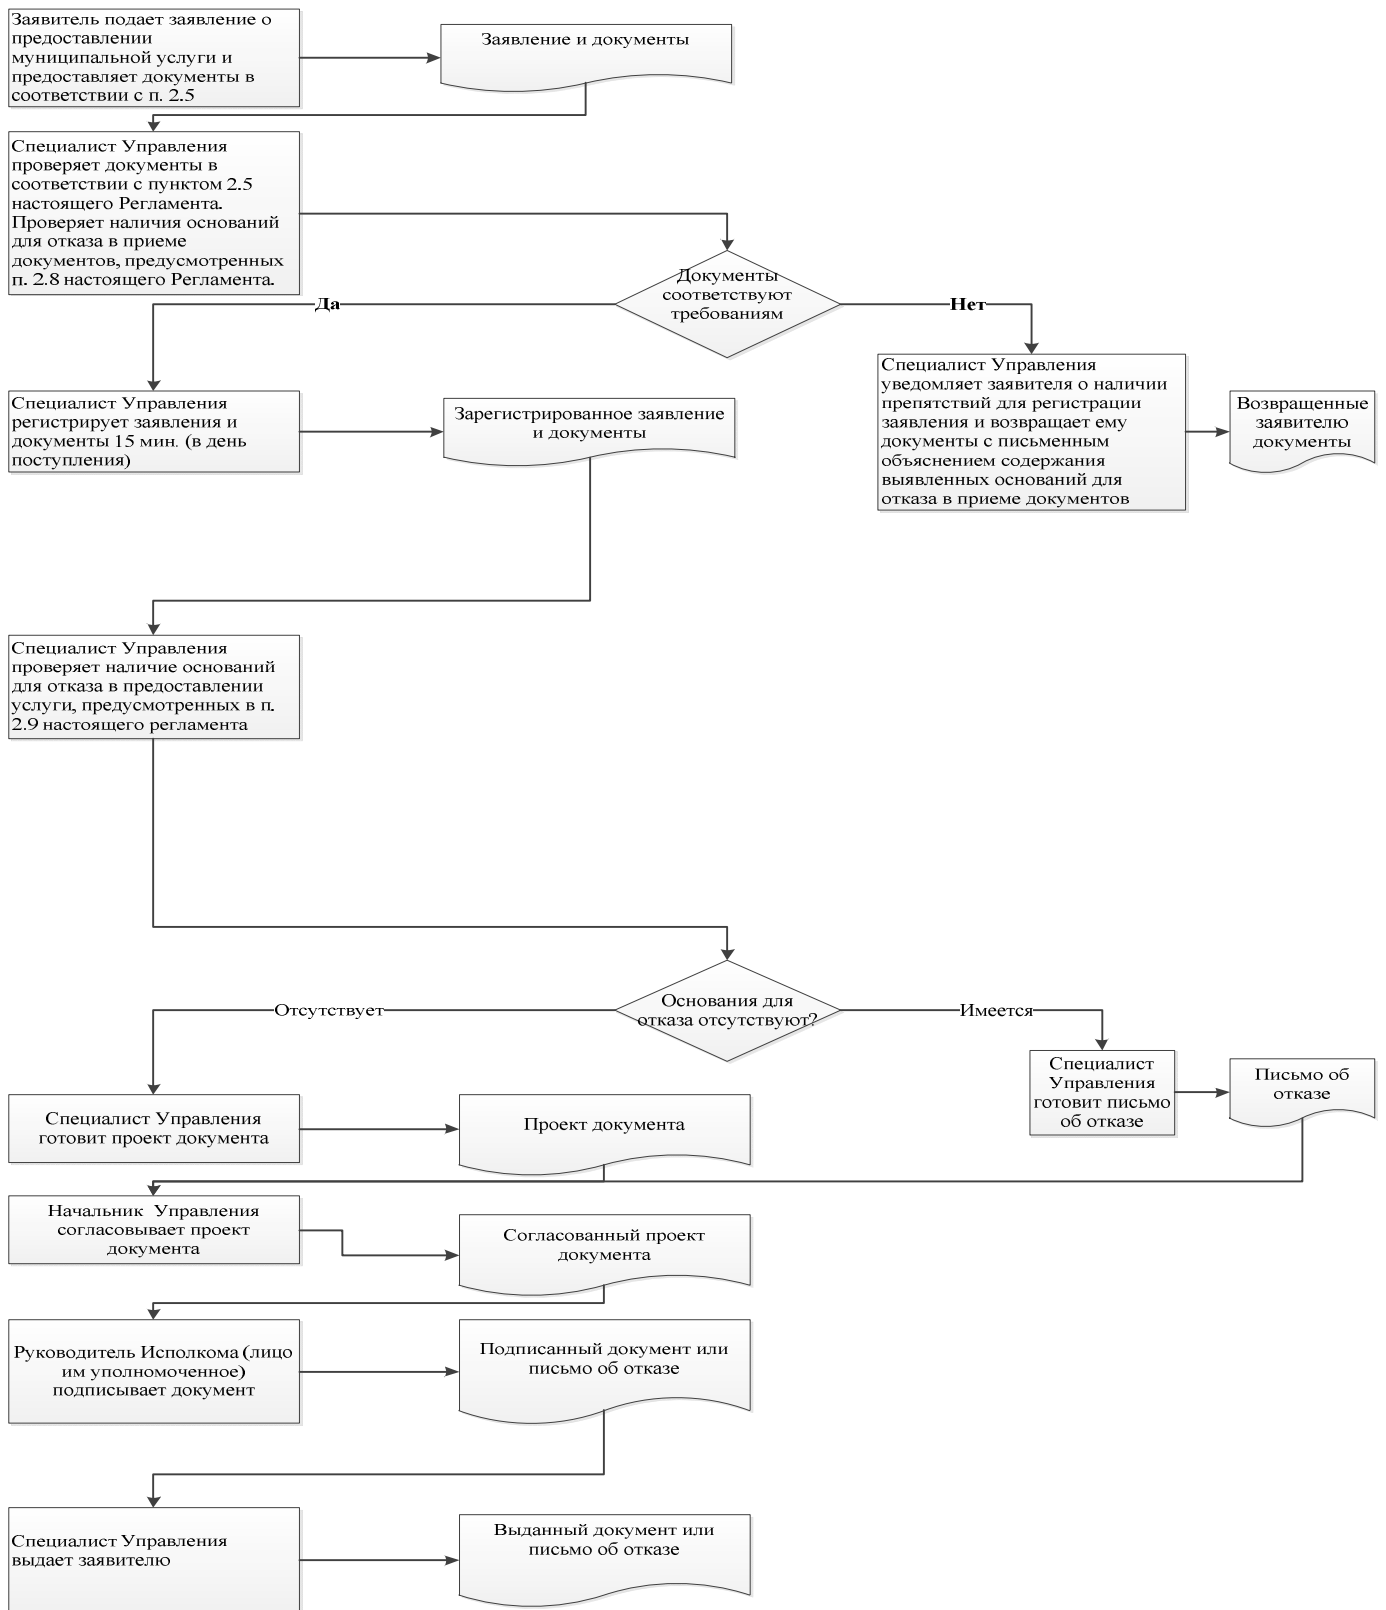 Заявитель подает заявление о
предоставлении
муниципальной услуги и
предоставляет документы в
соответствии с п. 2.5
Заявление и документы
Специалист Управления
проверяет документы в
соответствии с пунктом 2.5
настоящего Регламента.
Проверяет наличия оснований
для отказа в приеме
документов, предусмотренных
п. 2.8 настоящего Регламента.
Документы
соответствуют
требованиям
Да
Нет
Специалист Управления
регистрирует заявления и
документы 15 мин. (в день
поступления)
Зарегистрированное заявление
и документы
Специалист Управления
уведомляет заявителя о наличии
препятствий для регистрации
заявления и возвращает ему
документы с письменным
объяснением содержания
выявленных оснований для
отказа в приеме документов
Возвращенные
заявителю
документы
Специалист Управления
проверяет наличие оснований
для отказа в предоставлении
услуги, предусмотренных в п.
2.9 настоящего регламента
Основания для
отказа отсутствуют?
Отсутствует
Имеется
Специалист
Управления
готовит письмо
об отказе
Письмо об
отказе
Специалист Управления
готовит проект документа
Проект документа
Начальник  Управления
согласовывает проект
документа
Согласованный проект
документа
Руководитель Исполкома (лицо
им уполномоченное)
подписывает документ
Подписанный документ или
письмо об отказе
Специалист Управления
выдает заявителю
Выданный документ или
письмо об отказе